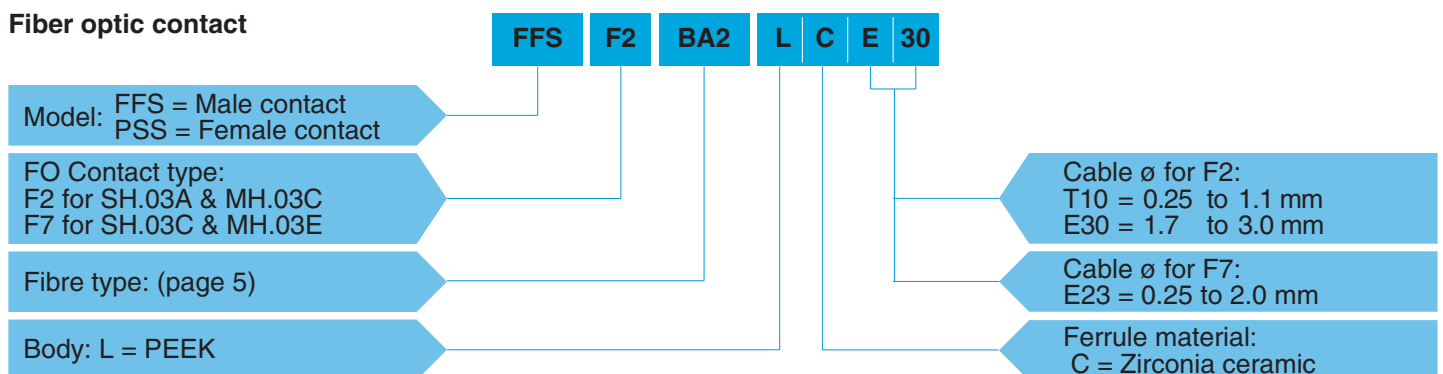 Fiber optic contact
FFS F2 BA2 L C E 30
Model: FFS = Male contact
PSS = Female contact
FO Contact type:
F2 for SH.03A & MH.03C
F7 for SH.03C & MH.03E
Fibre type: (page 5)
Body: L = PEEK
Cable ø for F2:
T10 = 0.25 to 1.1 mm
E30 = 1.7 to 3.0 mm
Cable ø for F7:
E23 = 0.25 to 2.0 mm
Ferrule material:
C = Zirconia ceramic